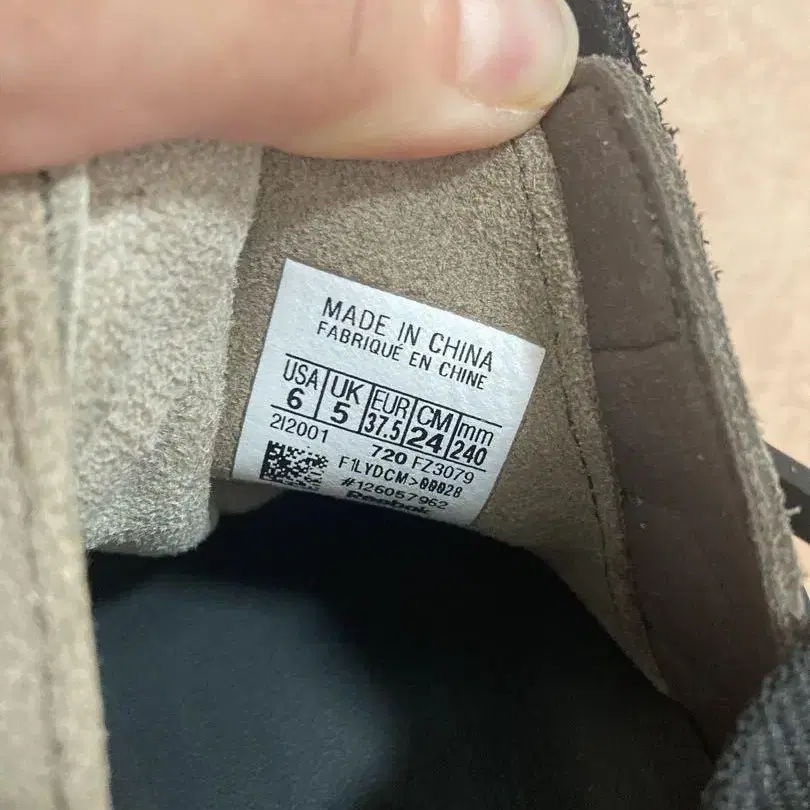 MADE IN CHINA
FABRIQUÉ EN CHINE
USA UK EUR CM mm
6 5 37.5 24 240
2I2001 720 FZ3079
F1LYDCM>00028
#126057962
Reebok